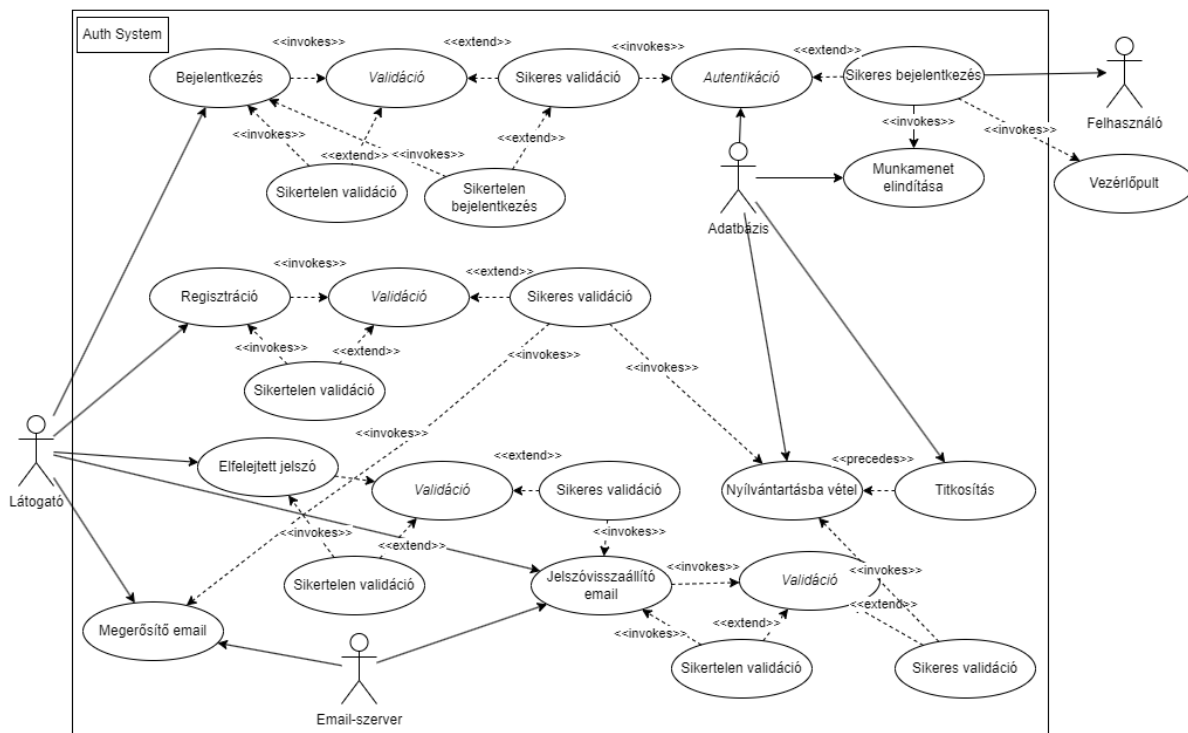 Auth System
<<invokes>>
<<extend>>
<<invokes>>
<<extend>>
Bejelentkezés
Validáció
Sikeres validáció
Autentikáció
Sikeres bejelentkezés
Felhasználó
<<invokes>>
<<extend>>
<<invokes>>
<<extend>>
<<invokes>>
<<invokes>>
Sikertelen validáció
Sikertelen
bejelentkezés
Munkamenet
elindítása
Vezérlőpult
Adatbázis
<<invokes>>
<<extend>>
Regisztráció
Validáció
Sikeres validáció
<<invokes>>
<<extend>>
<<invokes>>
<<invokes>>
Sikertelen validáció
<<invokes>>
Elfelejtett jelszó
<<extend>>
<<precedes>>
Validáció
Sikeres validáció
Nyílvántartásba vétel
Titkosítás
Látogató
<<invokes>>
<<extend>>
<<invokes>>
Sikertelen validáció
Jelszóvisszaállító
email
<<invokes>>
Validáció
<<invokes>>
<<extend>>
Megerősítő email
<<invokes>>
<<extend>>
Sikertelen validáció
Sikeres validáció
Email-szerver